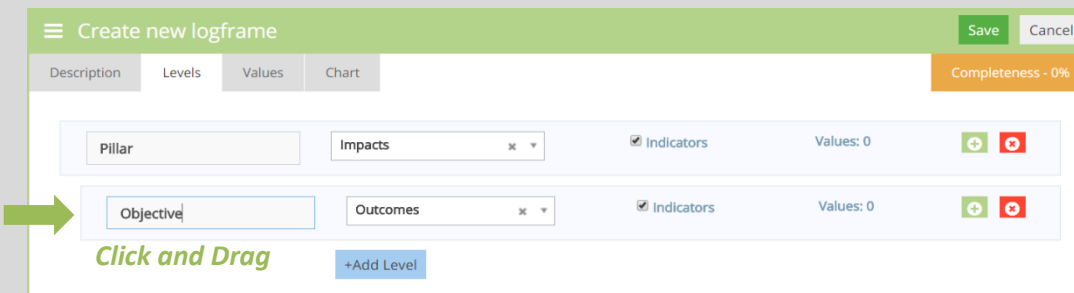 Create new logframe Save Cancel
Description Levels Values Chart Completeness - 0%
Pillar Impacts Indicators Values: 0
Objective Outcomes Indicators Values: 0
Click and Drag
+Add Level